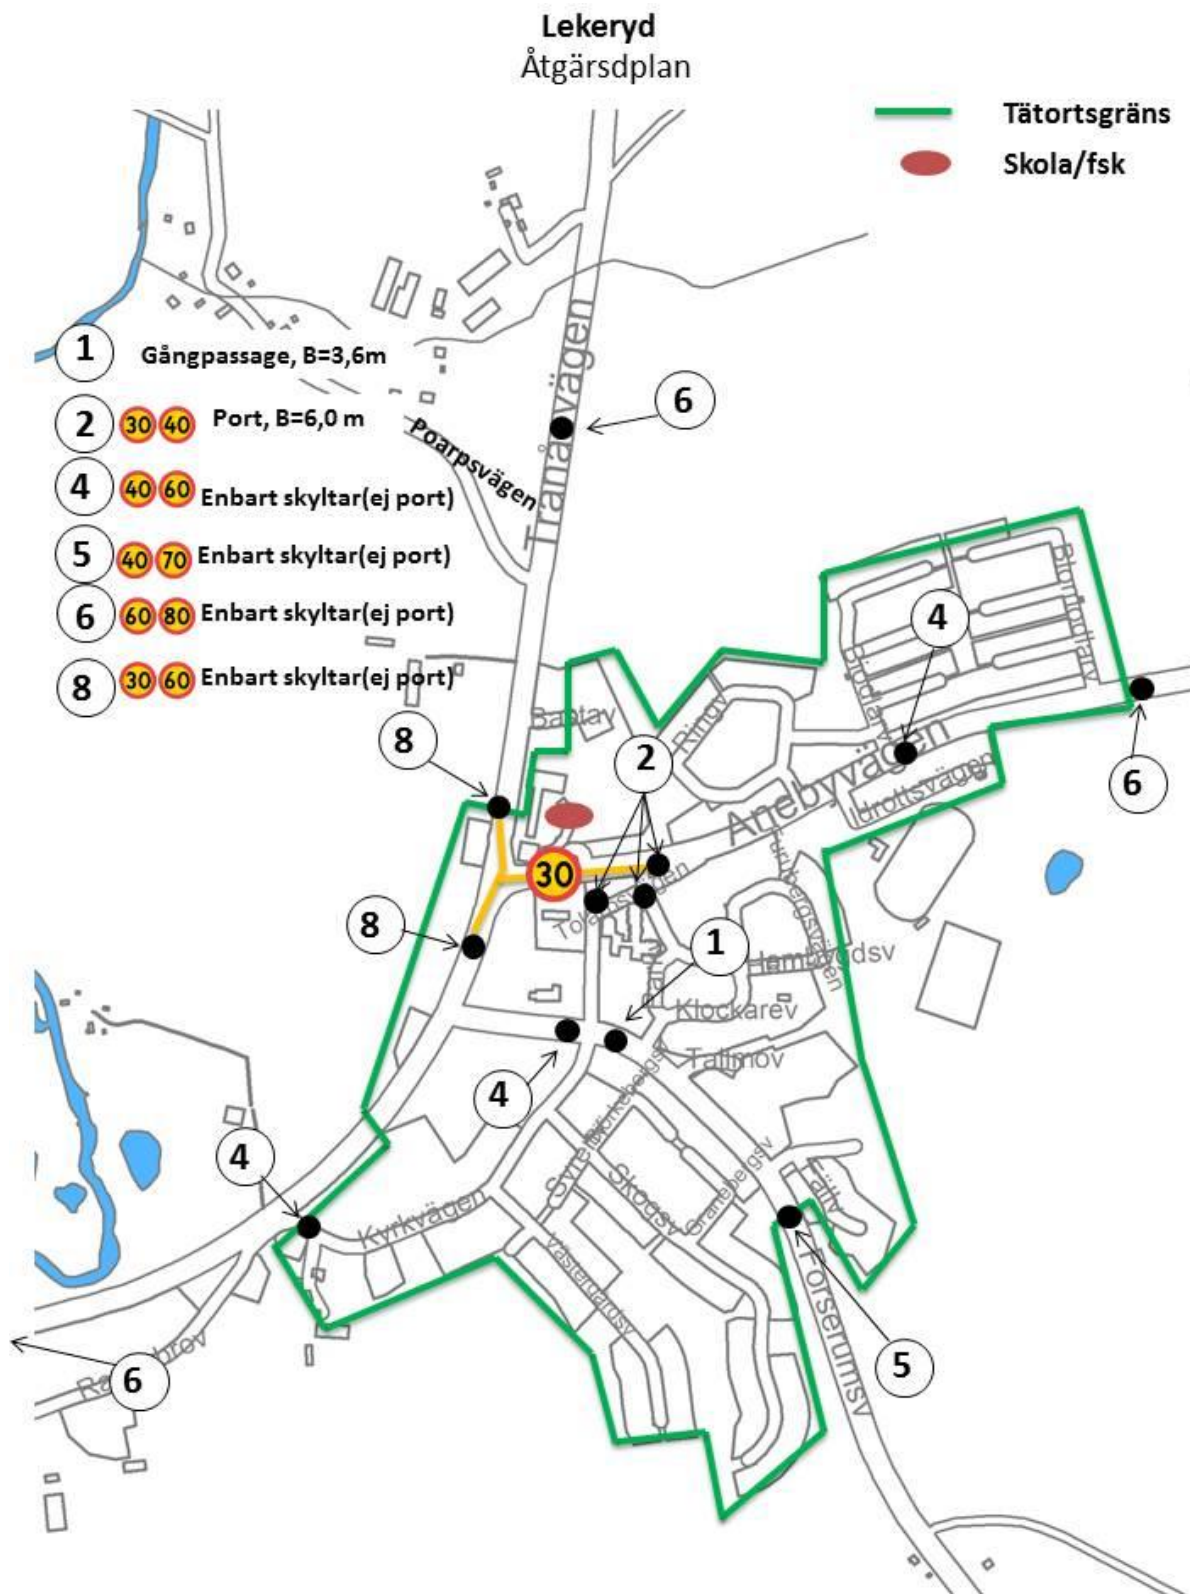 Lekeryd
Åtgärsdplan
Tätortsgräns
Skola/fsk
1 Gångpassage, B=3,6m
2 30 40 Port, B=6,0 m
4 40 60 Enbart skyltar(ej port)
5 40 70 Enbart skyltar(ej port)
6 60 80 Enbart skyltar(ej port)
8 30 60 Enbart skyltar(ej port)
6
Tranåsvägen
Poarpsvägen
4
8
2
Ringv
Anebyvägen
Idrottsvägen
6
30
8
1
Klockarev
Tallmov
4
4
Kyrkvägen
Skogsv
Granebergsv
Västergårdsv
Forserumsv
5
6